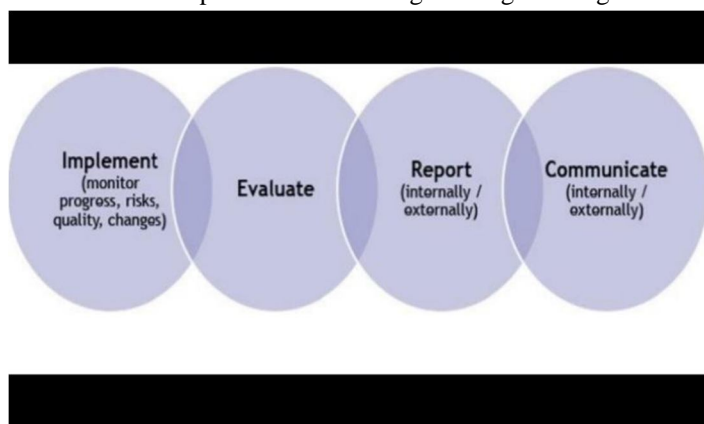 Implement
(monitor
progress, risks,
quality, changes)
Evaluate
Report
(internally /
externally)
Communicate
(internally /
externally)